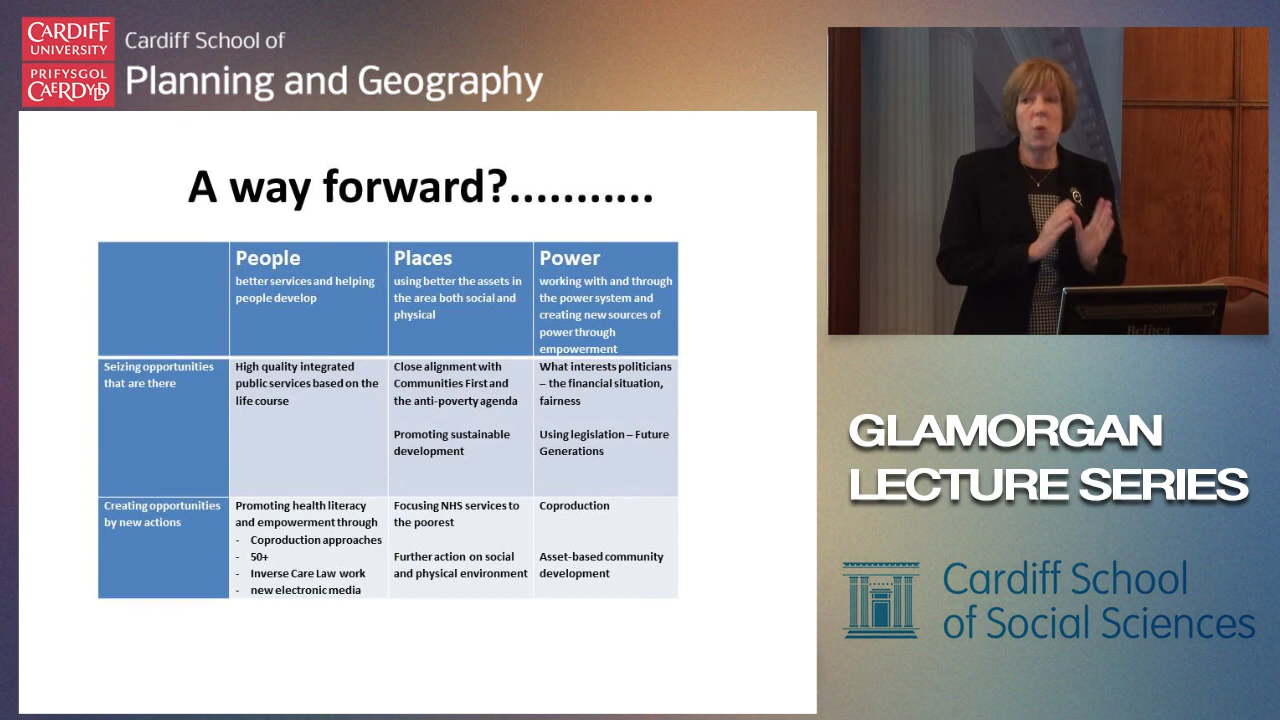 CARDIFF
UNIVERSITY
PRIFYSGOL
CAERDYDD
Cardiff School of
Planning and Geography
A way forward?...........
People
better services and helping
people develop
Places
using better the assets in
the area both social and
physical
Power
working with and through
the power system and
creating new sources of
power through
empowerment
Seizing opportunities
that are there
High quality integrated
public services based on the
life course
Close alignment with
Communities First and
the anti-poverty agenda
Promoting sustainable
development
What interests politicians
– the financial situation,
fairness
Using legislation – Future
Generations
Creating opportunities
by new actions
Promoting health literacy
and empowerment through
- Coproduction approaches
- 50+
- Inverse Care Law work
- new electronic media
Focusing NHS services to
the poorest
Further action on social
and physical environment
Coproduction
Asset-based community
development
GLAMORGAN
LECTURE SERIES
Cardiff School
of Social Sciences